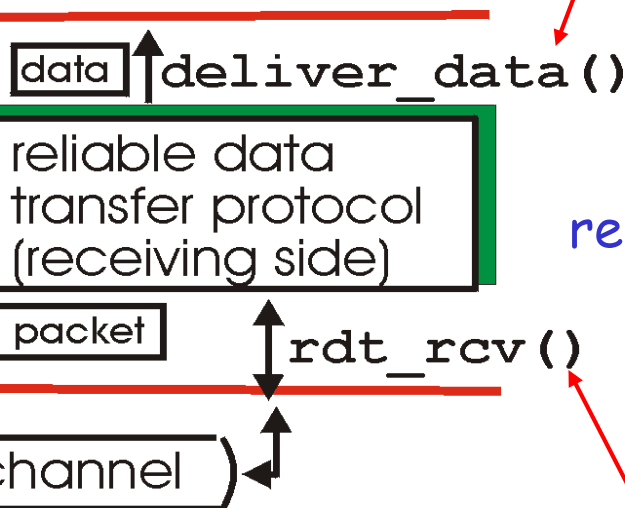 data deliver_data()
reliable data
transfer protocol
(receiving side)
re
packet
rdt_rcv()
channel